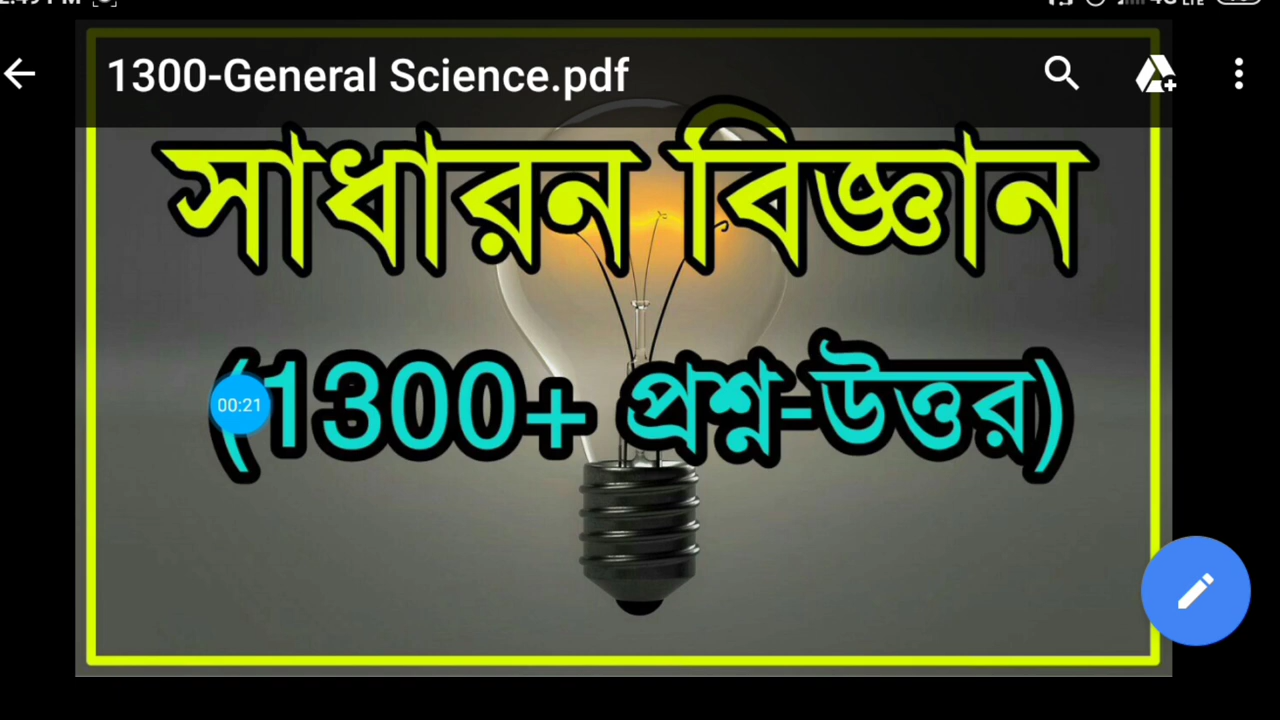 1300-General Science.pdf
সাধারন বিজ্ঞান
(1300+ প্রশ্ন-উত্তর)
00:21